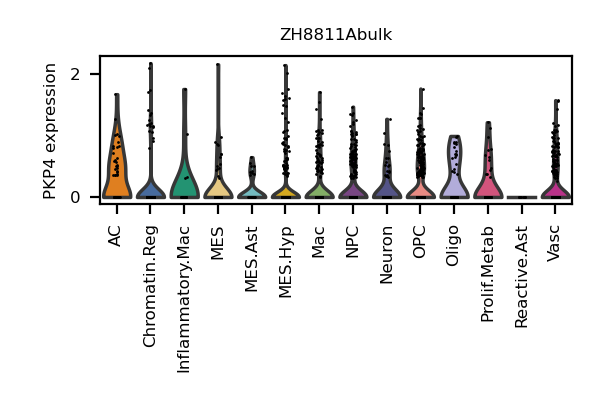 ZH8811Abulk
PKP4 expression
2
0
AC
Chromatin.Reg
Inflammatory.Mac
MES
MES.Ast
MES.Hyp
Mac
NPC
Neuron
OPC
Oligo
Prolif.Metab
Reactive.Ast
Vasc